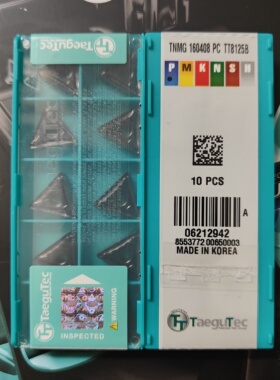 TaeguTec
TaeguTec
INSPECTED
WARNING
TNMG 160408 PC TT8125B
P M K N S H
10 PCS
A
06212942
8553772 00650003
MADE IN KOREA
TaeguTec